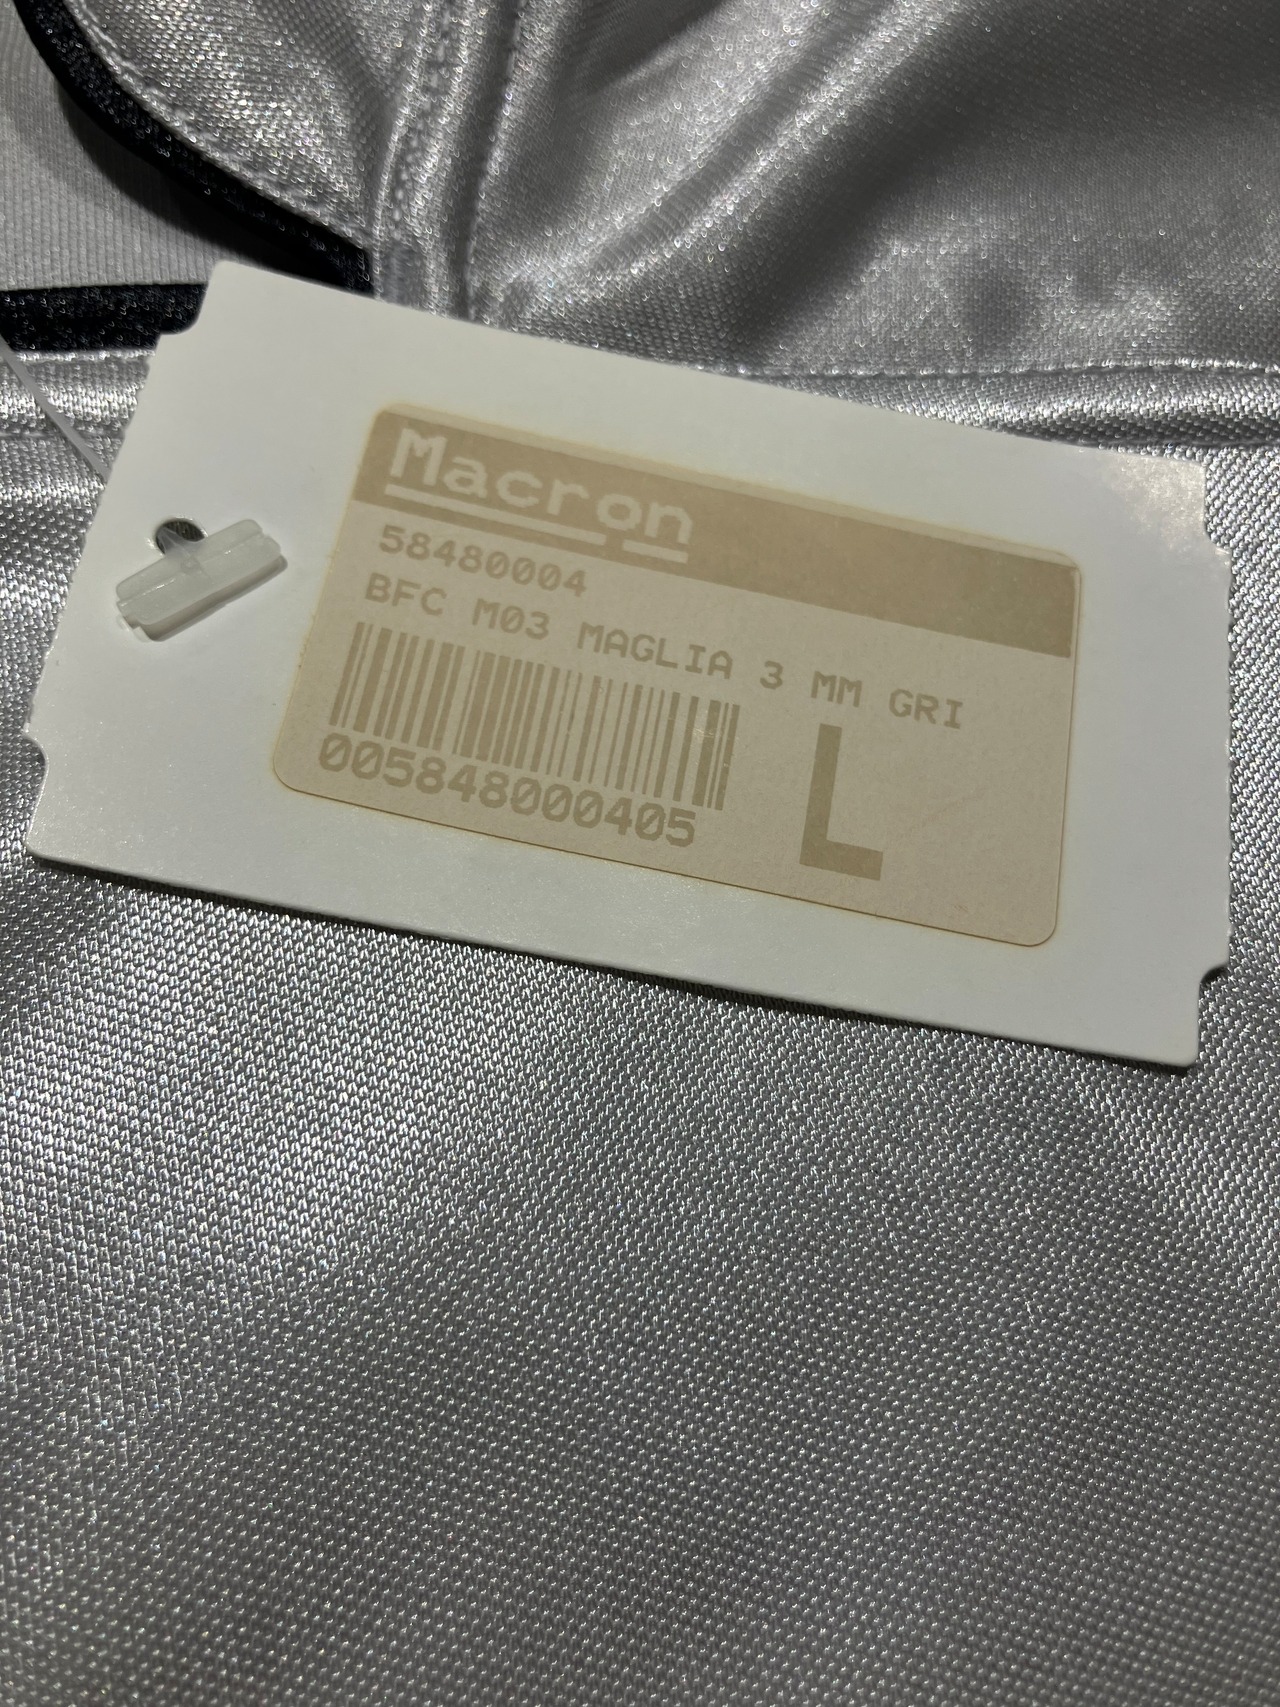 Macron
58480004
BFC M03 MAGLIA 3 MM GRI
005848000405
L